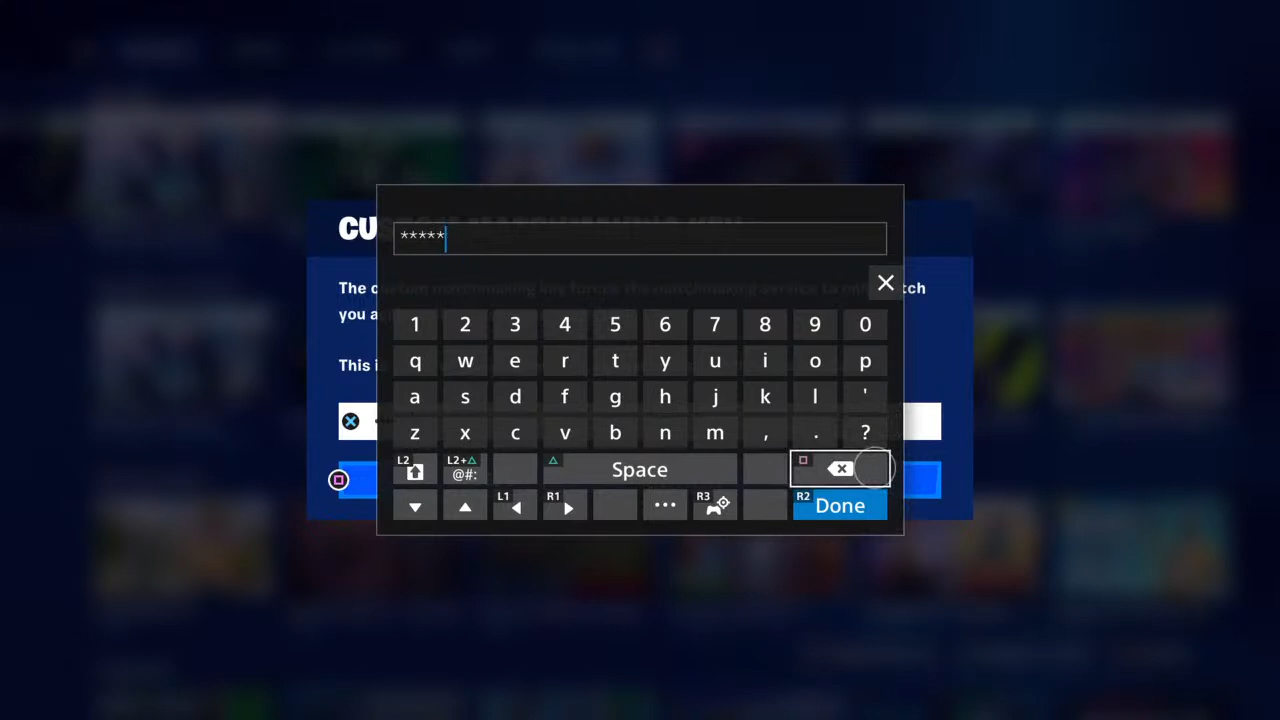 CU
*****
The c
tch
you a
This i
1 2 3 4 5 6 7 8 9 0
q w e r t y u i o p
a s d f g h j k l '
z x c v b n m , . ?
L2 L2+△ @#: △ Space
L1 R1 ... R3 R2 Done